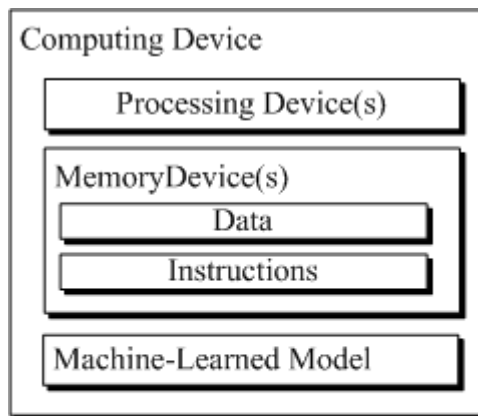 Computing Device
Processing Device(s)
MemoryDevice(s)
Data
Instructions
Machine-Learned Model